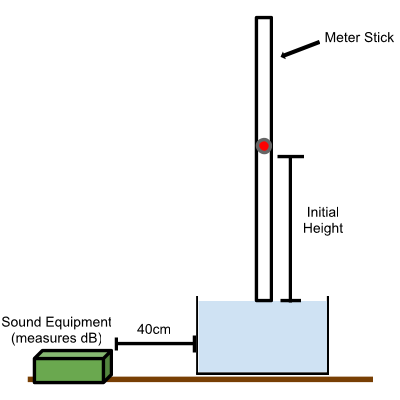 Meter Stick
Initial
Height
Sound Equipment
(measures dB)
40cm